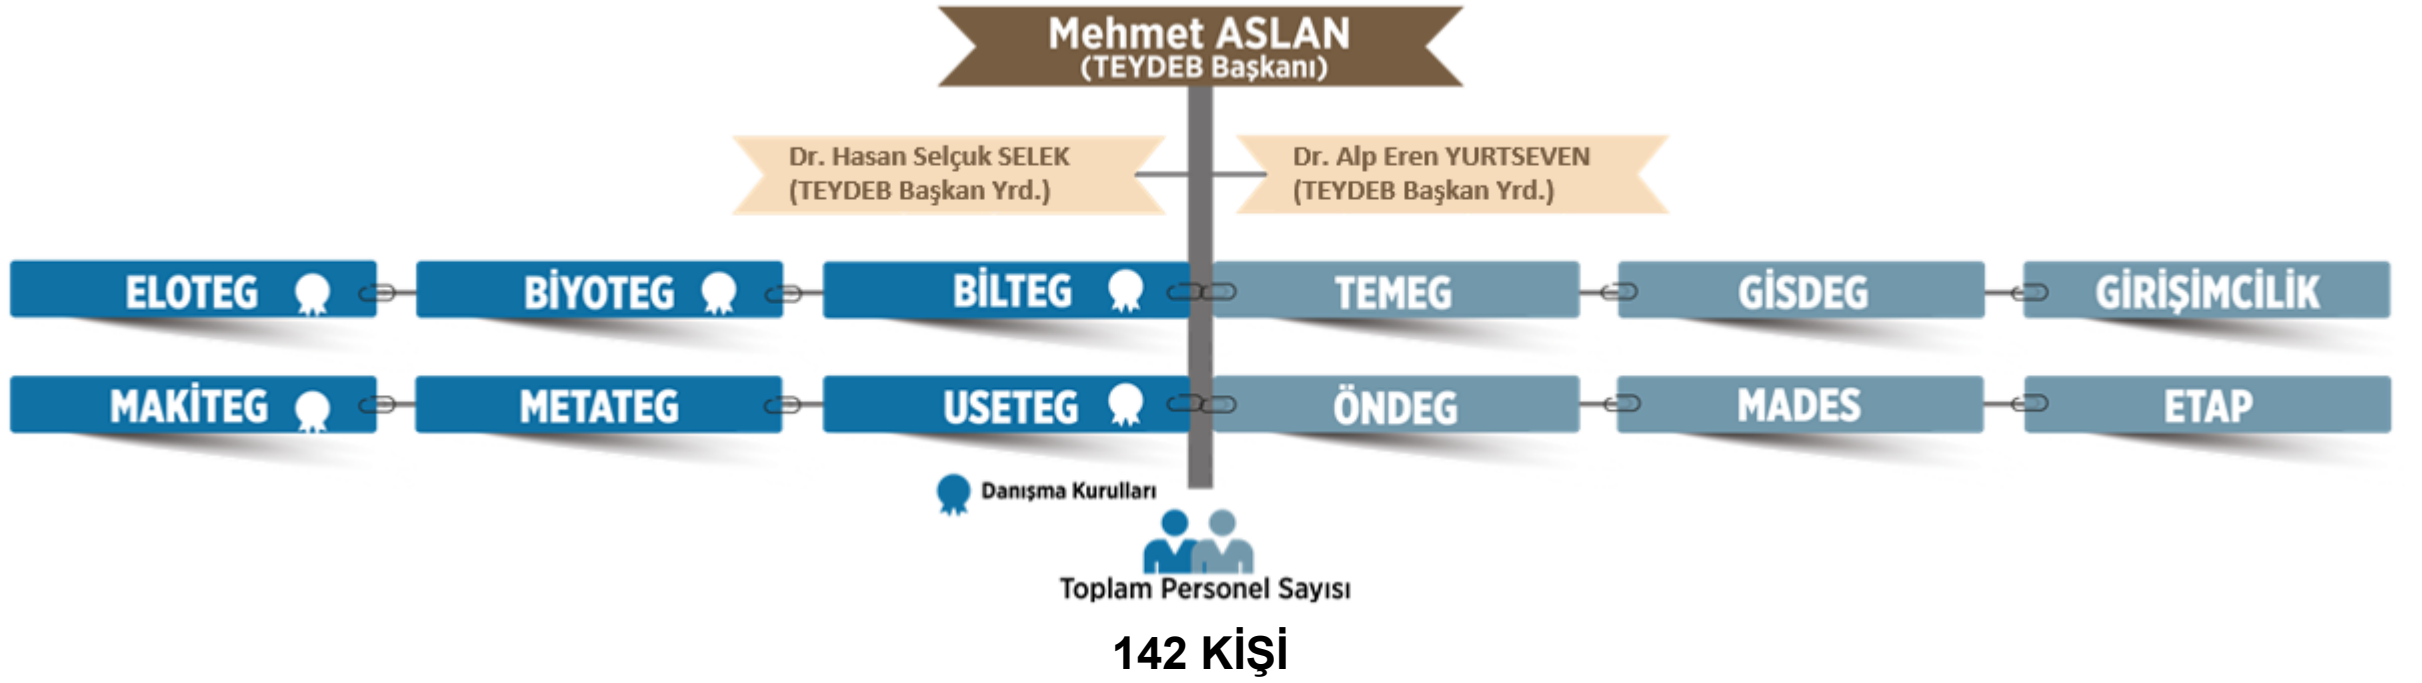 Mehmet ASLAN
(TEYDEB Başkanı)
Dr. Hasan Selçuk SELEK
(TEYDEB Başkan Yrd.)
Dr. Alp Eren YURTSEVEN
(TEYDEB Başkan Yrd.)
ELOTEG
BİYOTEG
BİLTEG
TEMEG
GİSDEG
GİRİŞİMCİLİK
MAKİTEG
METATEG
USETEG
ÖNDEG
MADES
ETAP
Danışma Kurulları
Toplam Personel Sayısı
142 KİŞİ